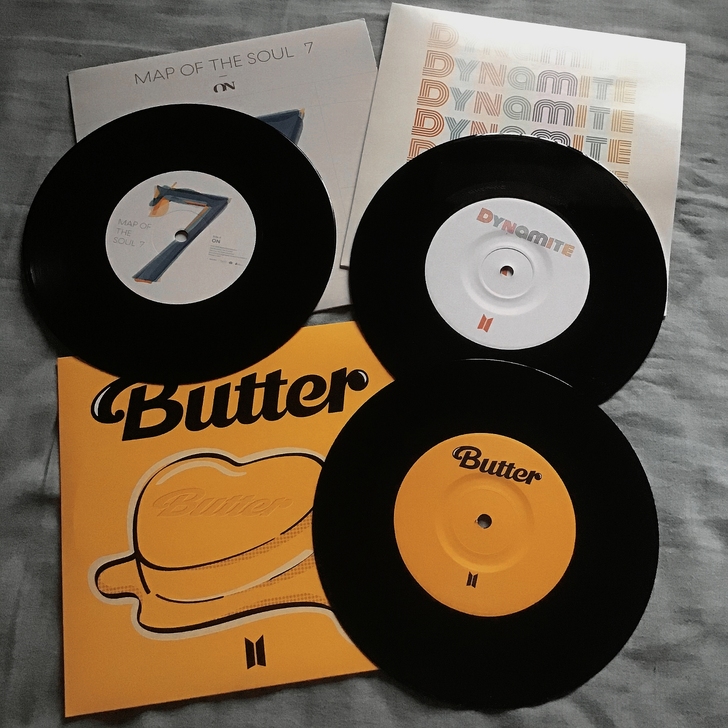 MAP OF THE SOUL 7
ON
DYNAMITE
DYNAMITE
DYNAMITE
DYNAMITE
MAP OF
THE
SOUL 7
ON
DYNAMITE
Butter
Butter
Butter